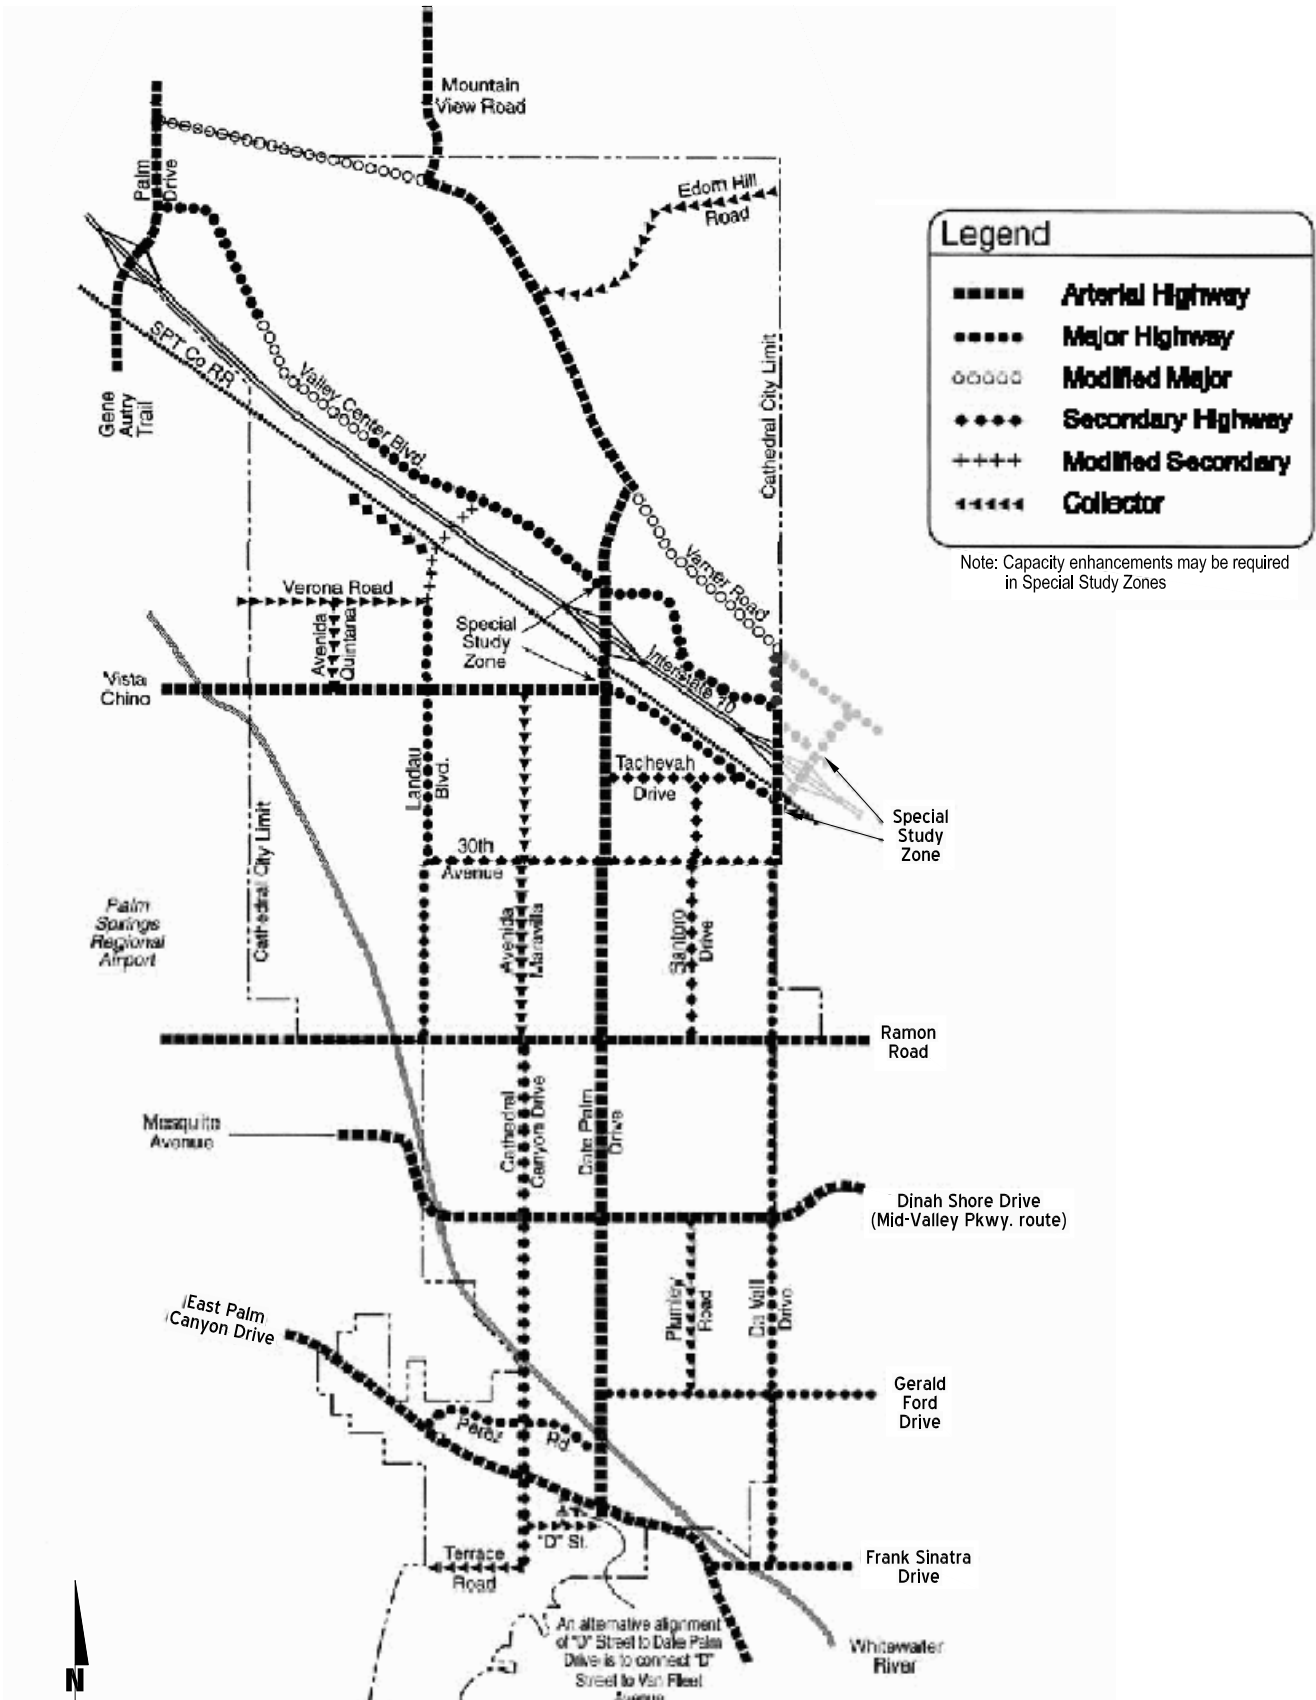 Mountain
View Road
Palm
Drive
Edom Hill
Road
Legend
Arterial Highway
Major Highway
Modified Major
Secondary Highway
Modified Secondary
Collector
Note: Capacity enhancements may be required
in Special Study Zones
SPT Co RR
Gene
Autry
Trail
Valley Center Blvd.
Cathedral City Limit
Varner Road
Verona Road
Avenida
Quintana
Special
Study
Zone
Interstate 10
Vista
Chino
Landau
Blvd.
Tachevah
Drive
Special
Study
Zone
30th
Avenue
Cathedral City Limit
Palm
Springs
Regional
Airport
Avenida
Maravilla
Santoro
Drive
Ramon
Road
Mesquite
Avenue
Cathedral
Canyon Drive
Date Palm
Drive
Dinah Shore Drive
(Mid-Valley Pkwy. route)
East Palm
Canyon Drive
Plumley
Road
Da Vall
Drive
Gerald
Ford
Drive
Perez
Rd
"D" St.
Terrace
Road
Frank Sinatra
Drive
An alternative alignment
of "D" Street to Date Palm
Drive is to connect "D"
Street to Van Fleet
Avenue
Whitewater
River
N